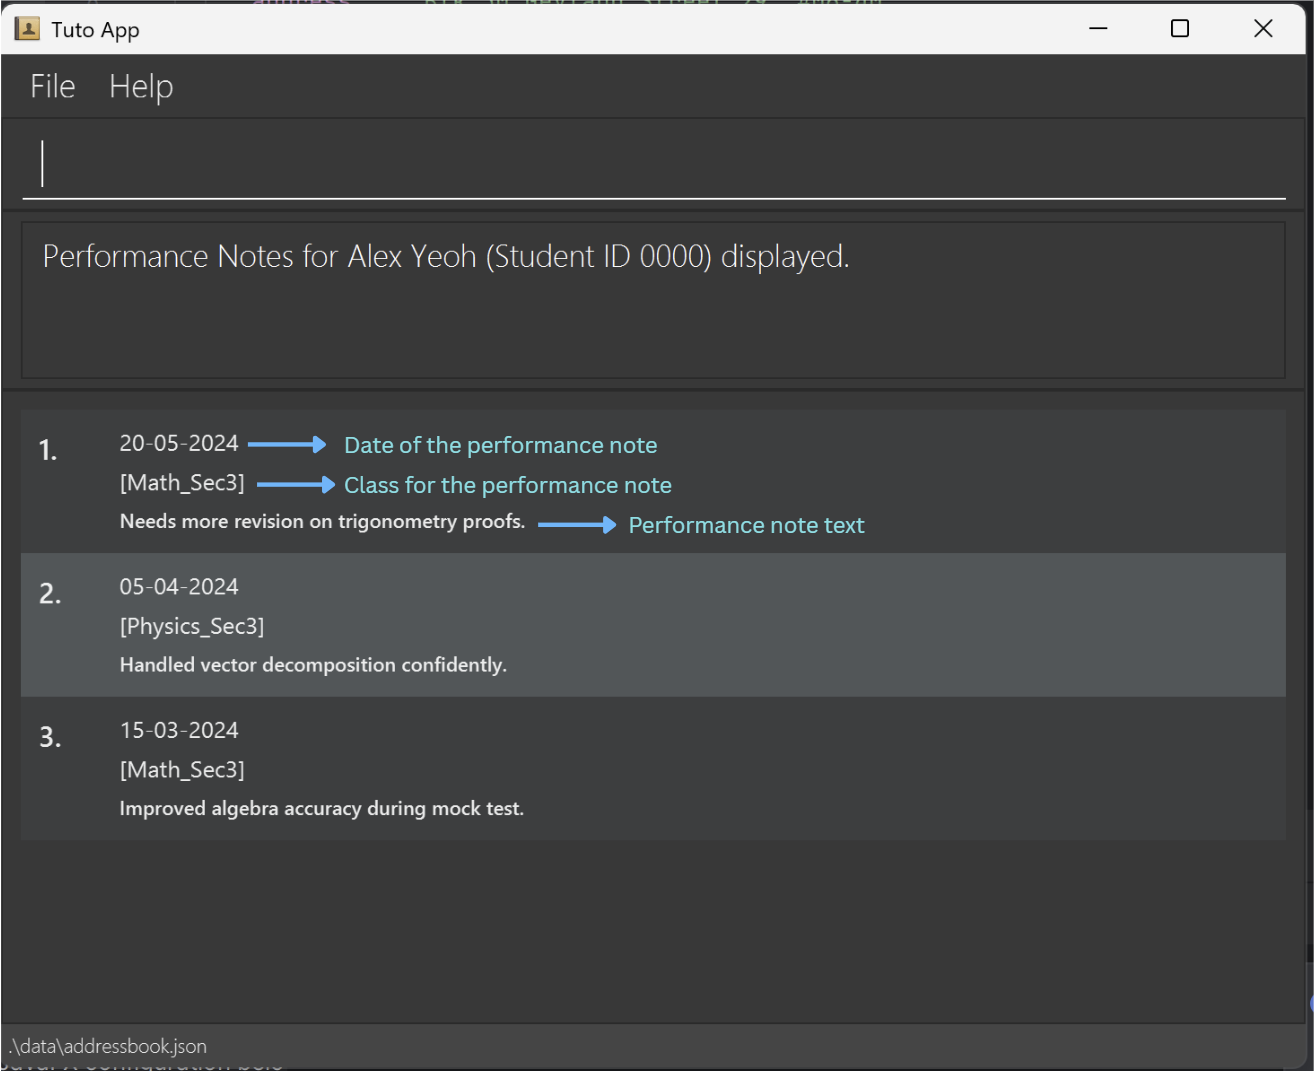 Tuto App
File Help
Performance Notes for Alex Yeoh (Student ID 0000) displayed.
1.
20-05-2024 Date of the performance note
[Math_Sec3] Class for the performance note
Needs more revision on trigonometry proofs. Performance note text
2.
05-04-2024
[Physics_Sec3]
Handled vector decomposition confidently.
3.
15-03-2024
[Math_Sec3]
Improved algebra accuracy during mock test.
.\data\addressbook.json